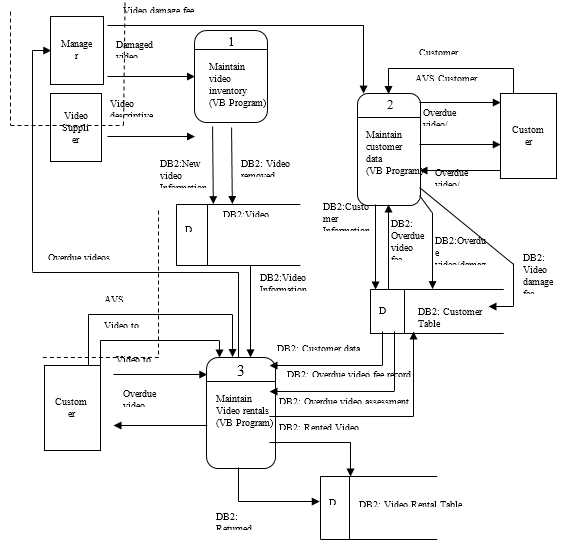 Video damage fee
Manage
r
Damaged
video
1
Maintain
video
inventory
(VB Program)
Video
Supplı
er
Video
descriptive
Customer
AVS Customer
2
Maintain
customer
data
(VB Program)
Overdue
video/
Custom
er
Overdue
video/
DB2:New
video
Information
DB2: Video
removed
DB2:Custo
mer
Information
DB2:
Overdue
video
fee
DB2:Overdu
e
video/damag
DB2:
Video
damage
fee
D
DB2:Video
Overdue videos
DB2:Video
Information
D
DB2: Customer
Table
AVS
Video to
DB2: Customer data
Video to
3
Maintain
Video rentals
(VB Program)
DB2: Overdue video fee record
Custom
er
Overdue
video
DB2: Overdue video assessment
DB2: Rented Video
D
DB2: Video Rental Table
DB2:
Returned